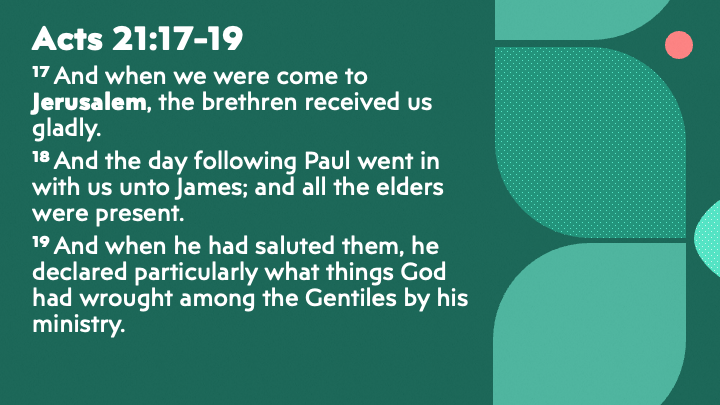 Acts 21:17-19
¹⁷ And when we were come to
Jerusalem, the brethren received us
gladly.
¹⁸ And the day following Paul went in
with us unto James; and all the elders
were present.
¹⁹ And when he had saluted them, he
declared particularly what things God
had wrought among the Gentiles by his
ministry.